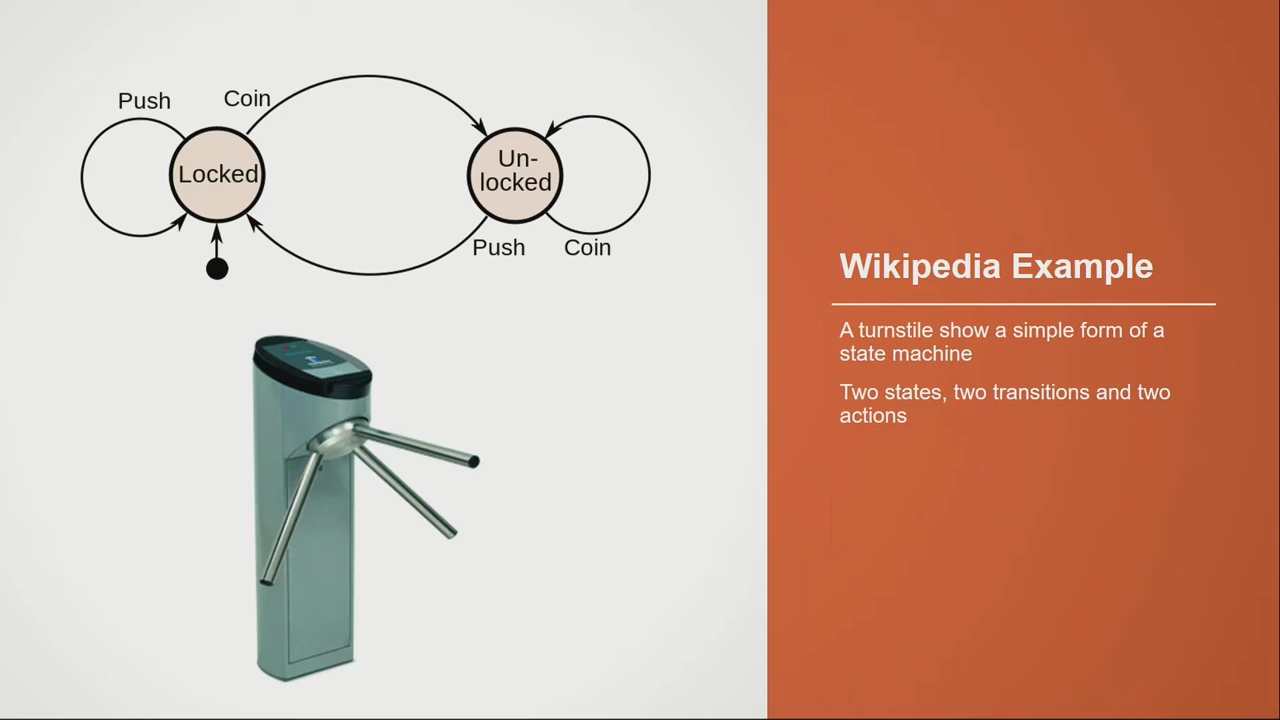 Push
Coin
Locked
Un-
locked
Push
Coin
Wikipedia Example
A turnstile show a simple form of a
state machine
Two states, two transitions and two
actions